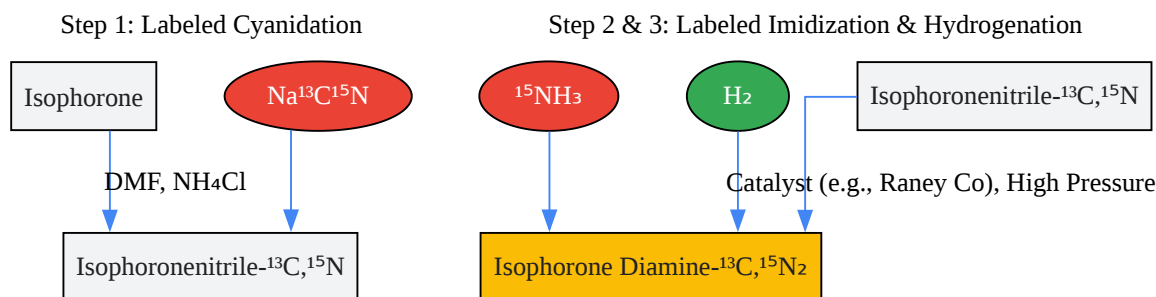 Step 1: Labeled Cyanidation
Isophorone
Na¹³C¹⁵N
DMF, NH₄Cl
Isophoronenitrile-¹³C,¹⁵N
Step 2 & 3: Labeled Imidization & Hydrogenation
¹⁵NH₃
H₂
Isophoronenitrile-¹³C,¹⁵N
Catalyst (e.g., Raney Co), High Pressure
Isophorone Diamine-¹³C,¹⁵N₂